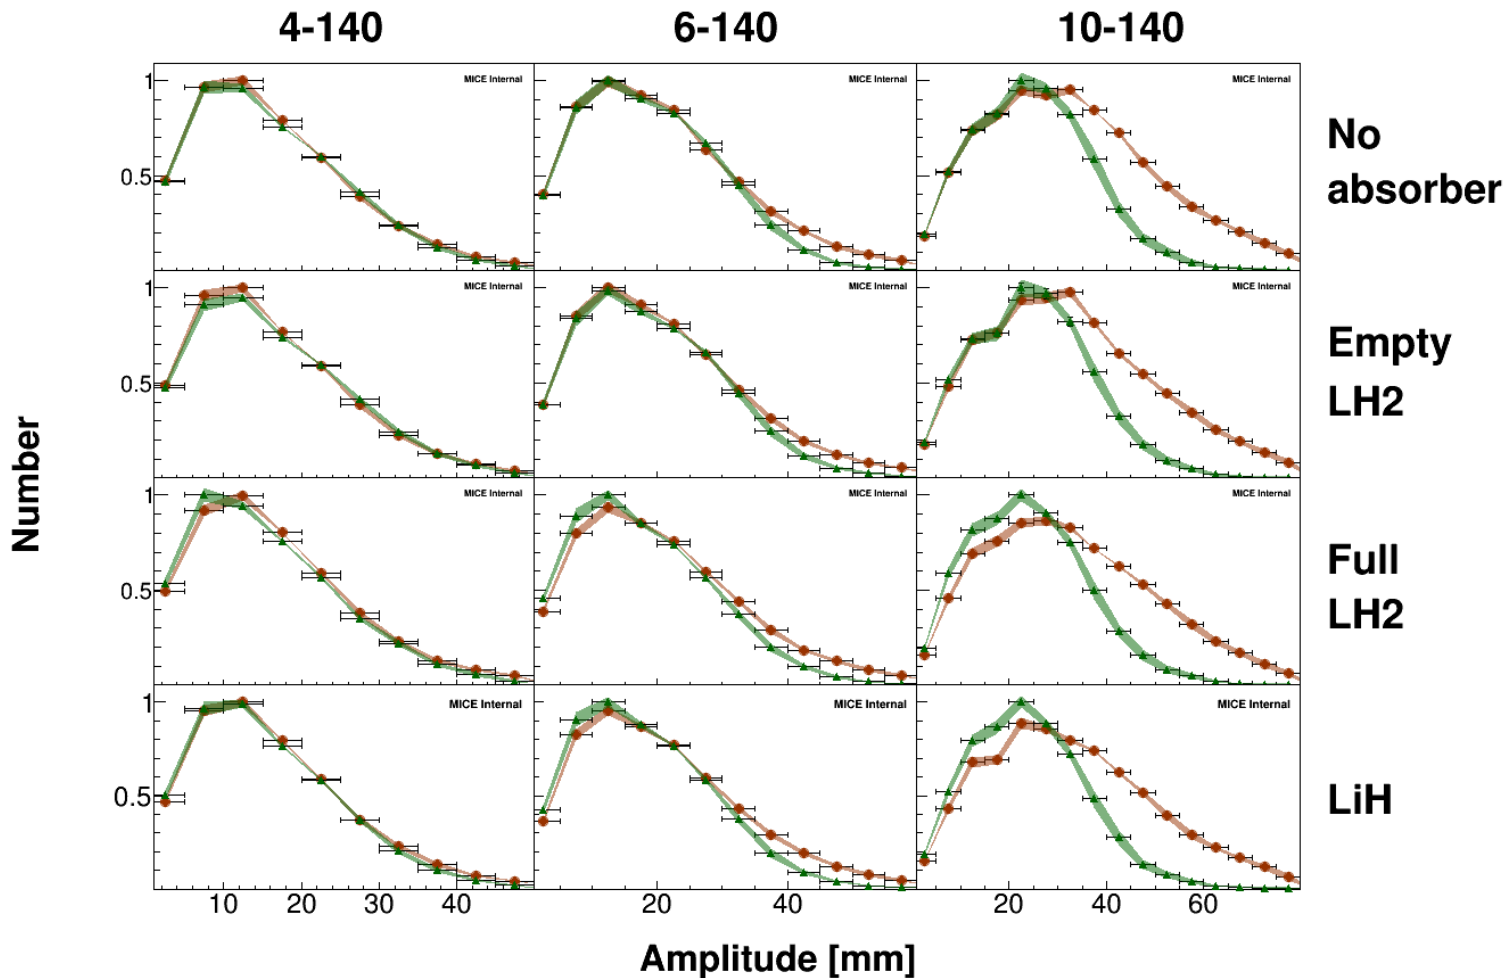 4-140 6-140 10-140
1 MICE Internal MICE Internal MICE Internal
No
absorber
0.5
1 MICE Internal MICE Internal MICE Internal
Empty
LH2
0.5
Number
1 MICE Internal MICE Internal MICE Internal
Full
LH2
0.5
1 MICE Internal MICE Internal MICE Internal
LiH
0.5
10 20 30 40 20 40 20 40 60
Amplitude [mm]